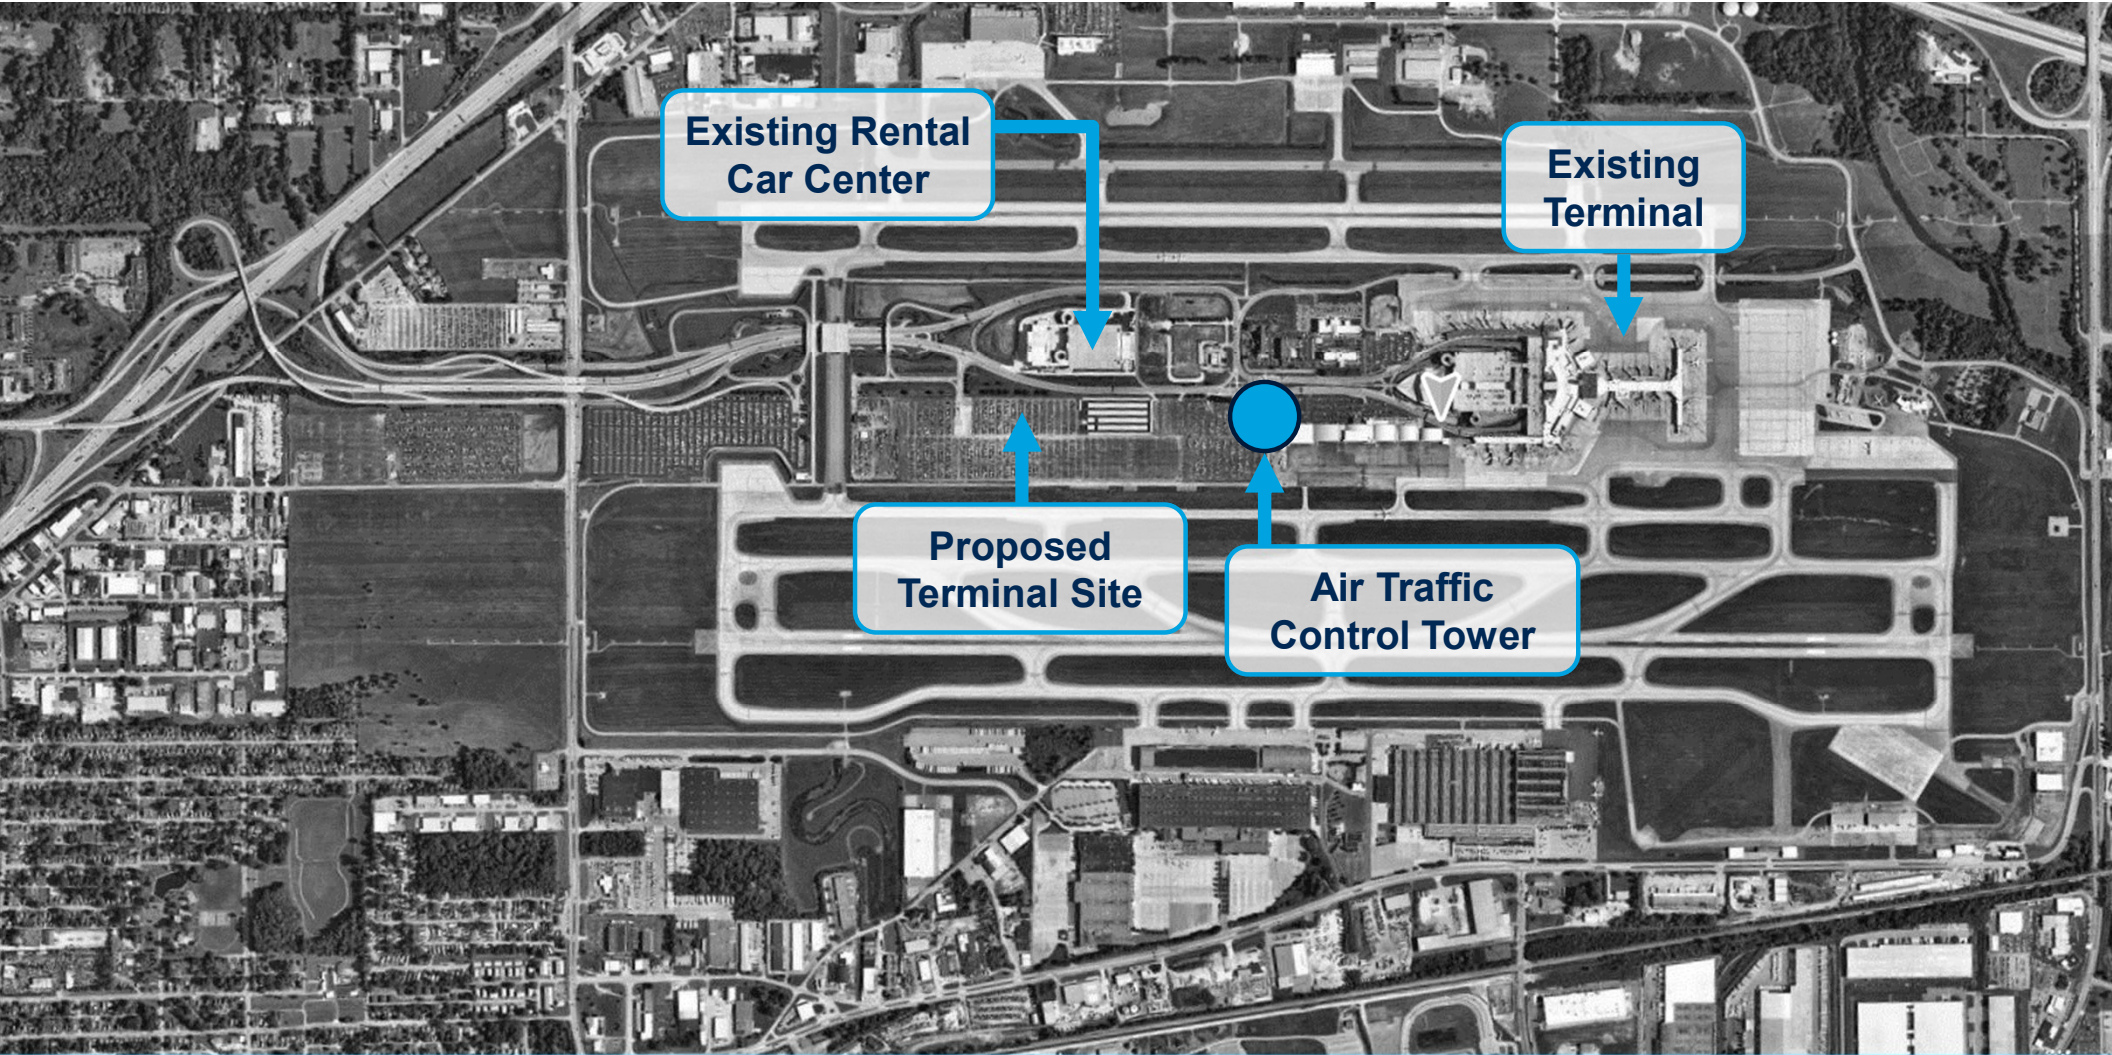 Existing Rental
Car Center
Existing
Terminal
Proposed
Terminal Site
Air Traffic
Control Tower